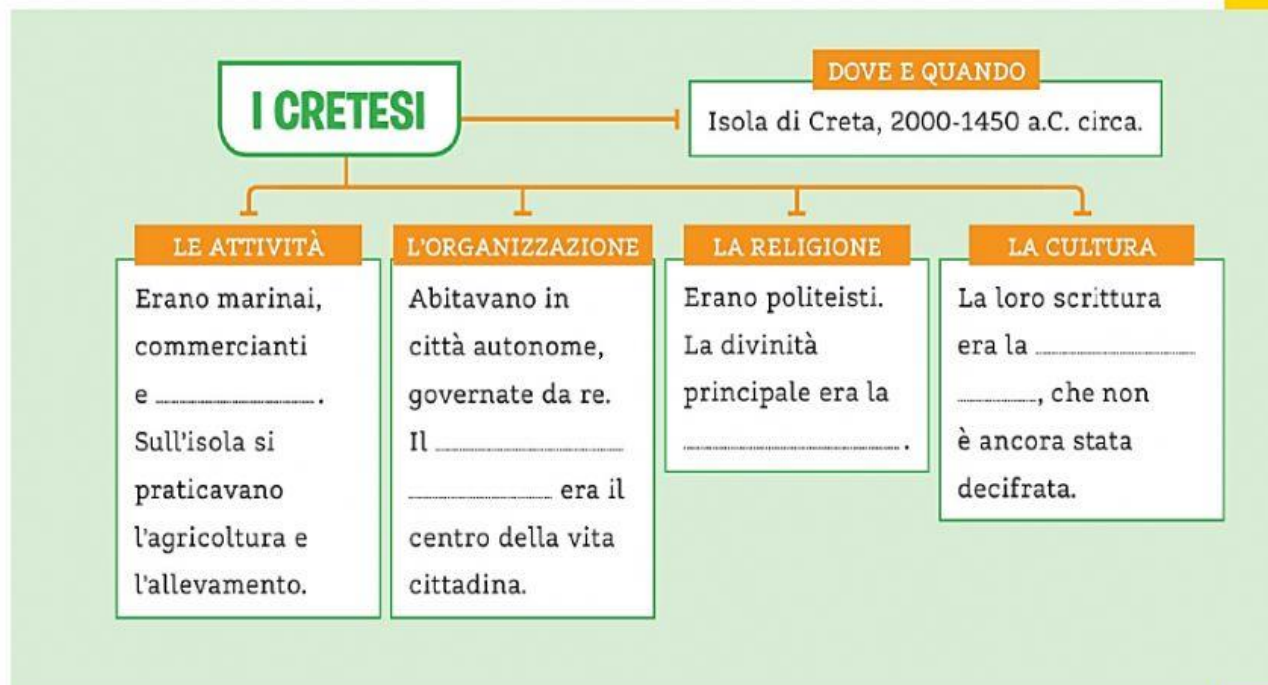 I CRETESI
DOVE E QUANDO
Isola di Creta, 2000-1450 a.C. circa.
LE ATTIVITÀ
Erano marinai,
commercianti
e ........................ .
Sull'isola si
praticavano
l'agricoltura e
l'allevamento.
L'ORGANIZZAZIONE
Abitavano in
città autonome,
governate da re.
Il ........................
........................ era il
centro della vita
cittadina.
LA RELIGIONE
Erano politeisti.
La divinità
principale era la
........................ .
LA CULTURA
La loro scrittura
era la ........................
............, che non
è ancora stata
decifrata.